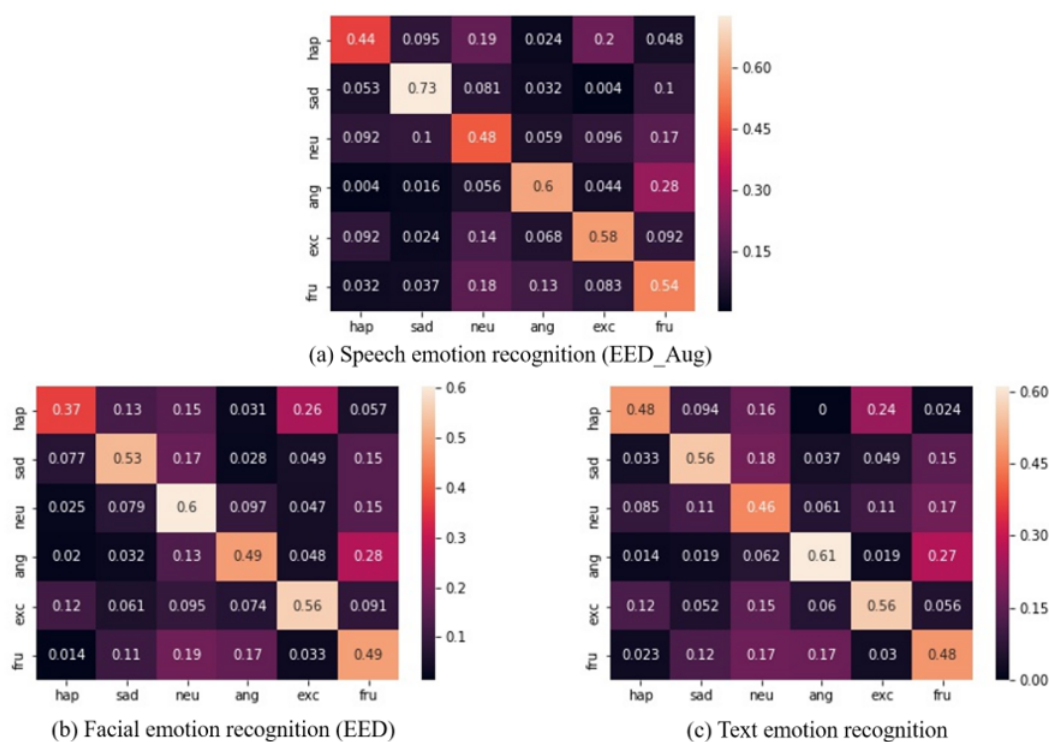 hap 0.44 0.095 0.19 0.024 0.2 0.048
sad 0.053 0.73 0.081 0.032 0.004 0.1
neu 0.092 0.1 0.48 0.059 0.096 0.17
ang 0.004 0.016 0.056 0.6 0.044 0.28
exc 0.092 0.024 0.14 0.068 0.58 0.092
fru 0.032 0.037 0.18 0.13 0.083 0.54
hap sad neu ang exc fru
0.60
0.45
0.30
0.15
(a) Speech emotion recognition (EED_Aug)
hap 0.37 0.13 0.15 0.031 0.26 0.057
sad 0.077 0.53 0.17 0.028 0.049 0.15
neu 0.025 0.079 0.6 0.097 0.047 0.15
ang 0.02 0.032 0.13 0.49 0.048 0.28
exc 0.12 0.061 0.095 0.074 0.56 0.091
fru 0.014 0.11 0.19 0.17 0.033 0.49
hap sad neu ang exc fru
0.6
0.5
0.4
0.3
0.2
0.1
(b) Facial emotion recognition (EED)
hap 0.48 0.094 0.16 0 0.24 0.024
sad 0.033 0.56 0.18 0.037 0.049 0.15
neu 0.085 0.11 0.46 0.061 0.11 0.17
ang 0.014 0.019 0.062 0.61 0.019 0.27
exc 0.12 0.052 0.15 0.06 0.56 0.056
fru 0.023 0.12 0.17 0.17 0.03 0.48
hap sad neu ang exc fru
0.60
0.45
0.30
0.15
0.00
(c) Text emotion recognition